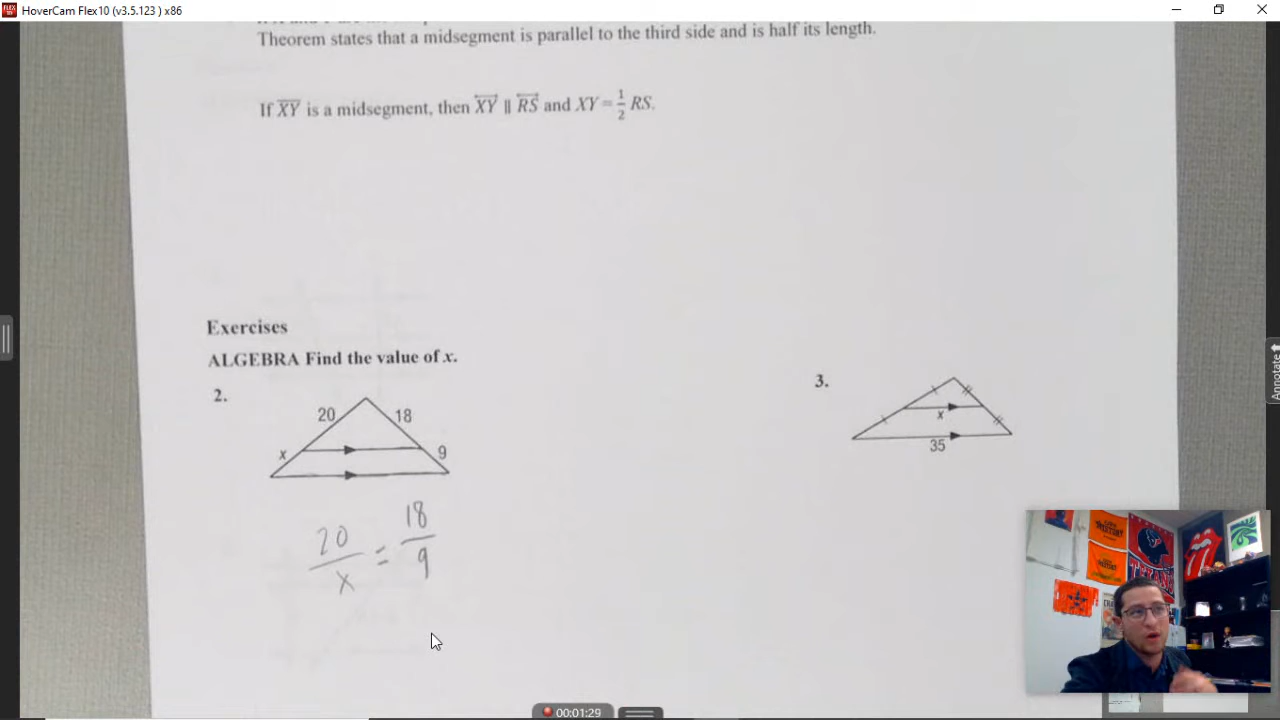 HoverCam Flex10 (v3.5.123) x86
Theorem states that a midsegment is parallel to the third side and is half its length.
If XY is a midsegment, then XY ∥ RS and XY = 1/2 RS.
Exercises
ALGEBRA Find the value of x.
2.
20
18
x
9
3.
x
35
20/x = 18/9
Annotate
TEXANS
00:01:29